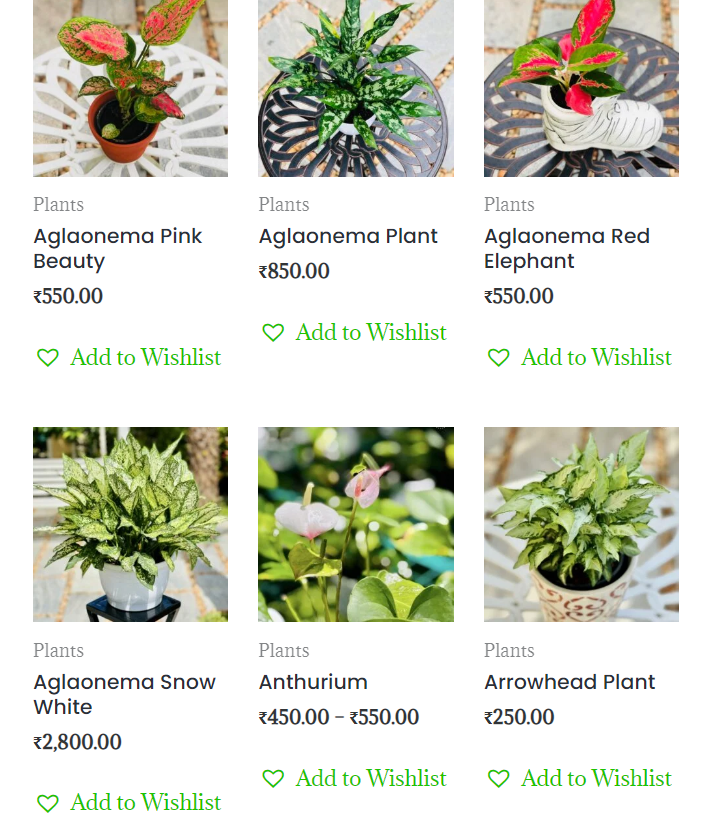 Plants
Aglaonema Pink
Beauty
₹550.00
Add to Wishlist
Plants
Aglaonema Plant
₹850.00
Add to Wishlist
Plants
Aglaonema Red
Elephant
₹550.00
Add to Wishlist
Plants
Aglaonema Snow
White
₹2,800.00
Add to Wishlist
Plants
Anthurium
₹450.00 – ₹550.00
Add to Wishlist
Plants
Arrowhead Plant
₹250.00
Add to Wishlist